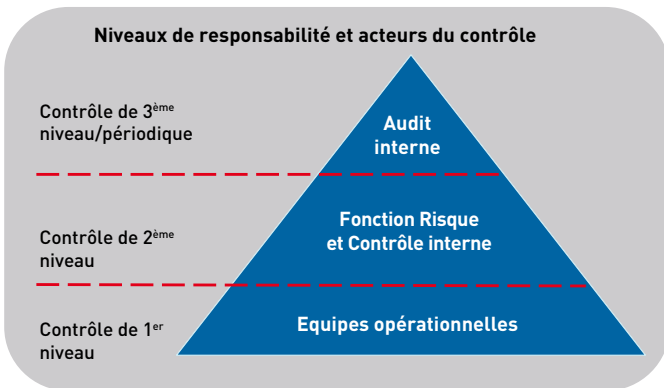 Niveaux de responsabilité et acteurs du contrôle
Contrôle de 3ème
niveau/périodique
Audit
interne
Contrôle de 2ème
niveau
Fonction Risque
et Contrôle interne
Contrôle de 1er
niveau
Equipes opérationnelles